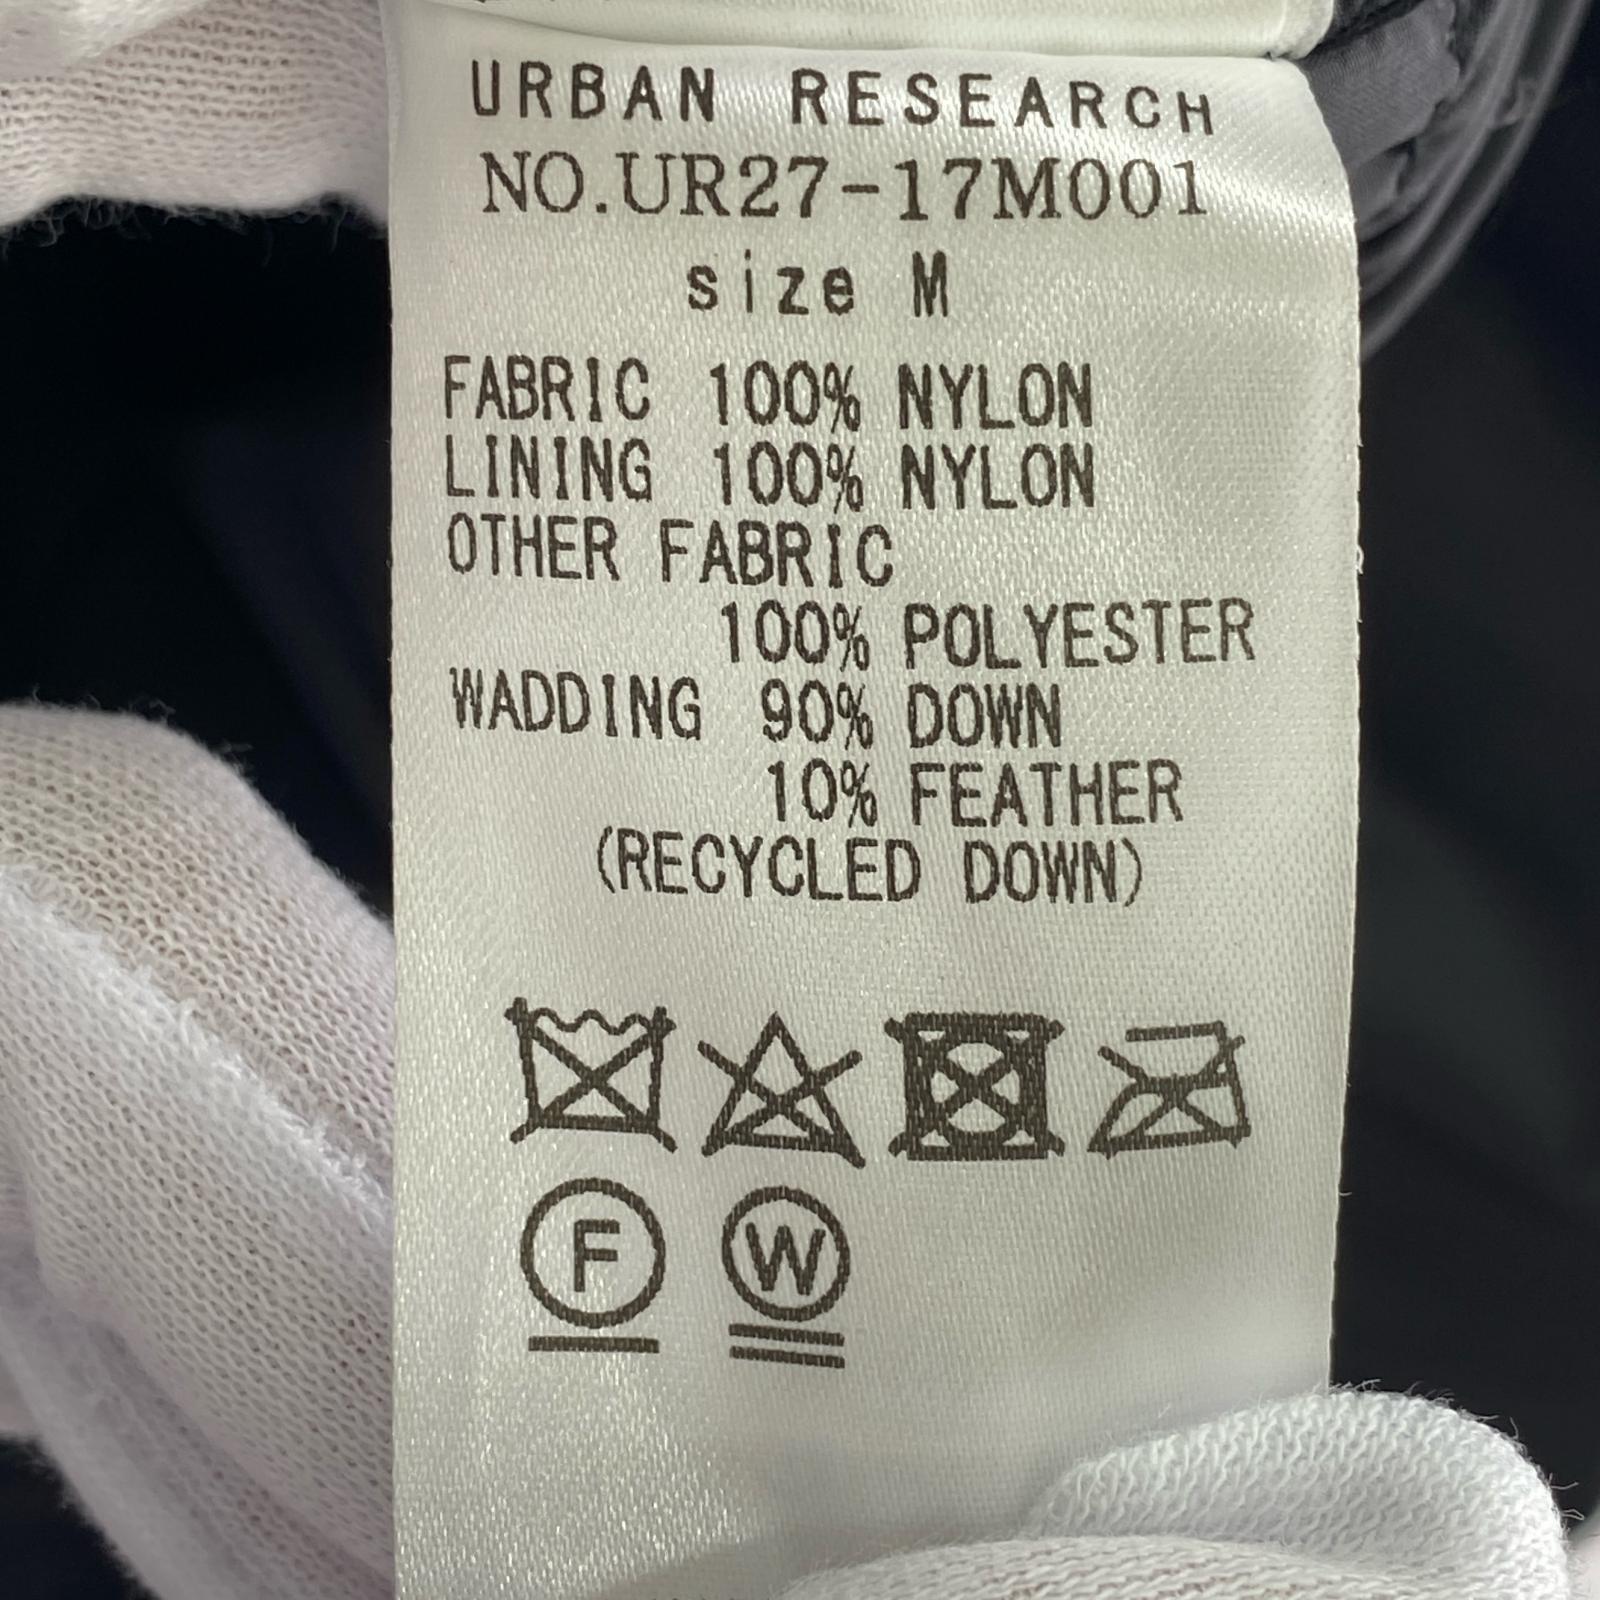 URBAN RESEARCH
NO.UR27-17M001
size M
FABRIC 100% NYLON
LINING 100% NYLON
OTHER FABRIC
100% POLYESTER
WADDING 90% DOWN
10% FEATHER
(RECYCLED DOWN)
F W